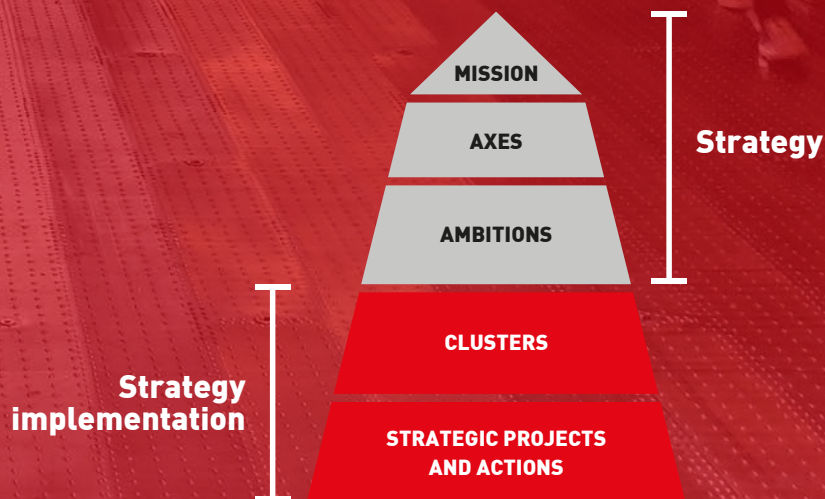 MISSION
AXES
Strategy
AMBITIONS
CLUSTERS
Strategy
implementation
STRATEGIC PROJECTS
AND ACTIONS